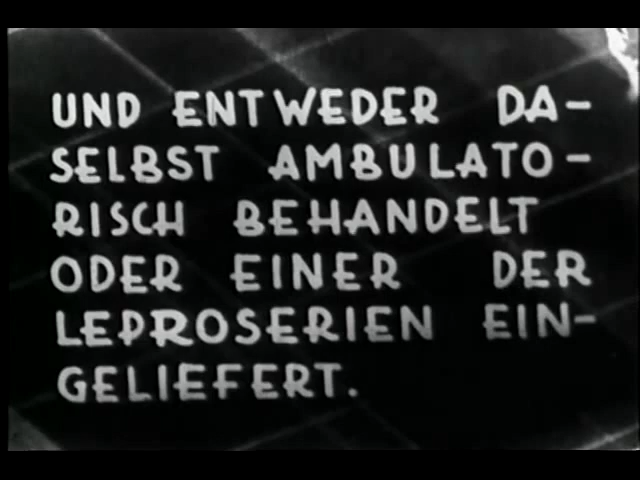 UND ENTWEDER DA-
SELBST AMBULATO-
RISCH BEHANDELT
ODER EINER DER
LEPROSERIEN EIN-
GELIEFERT.